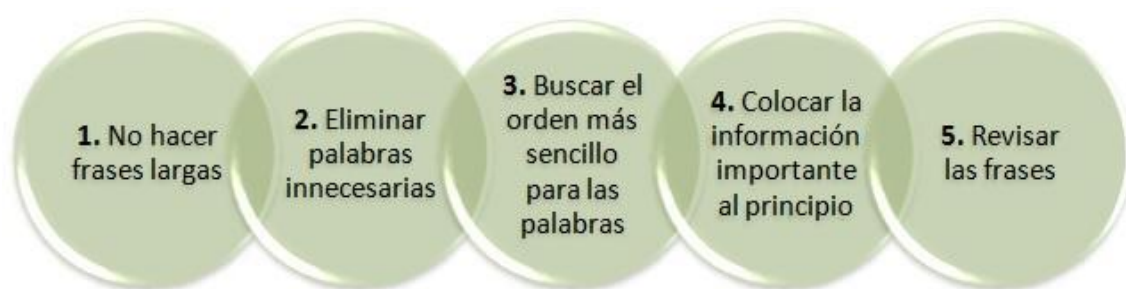 1. No hacer
frases largas
2. Eliminar
palabras
innecesarias
3. Buscar el
orden más
sencillo
para las
palabras
4. Colocar la
información
importante
al principio
5. Revisar
las frases